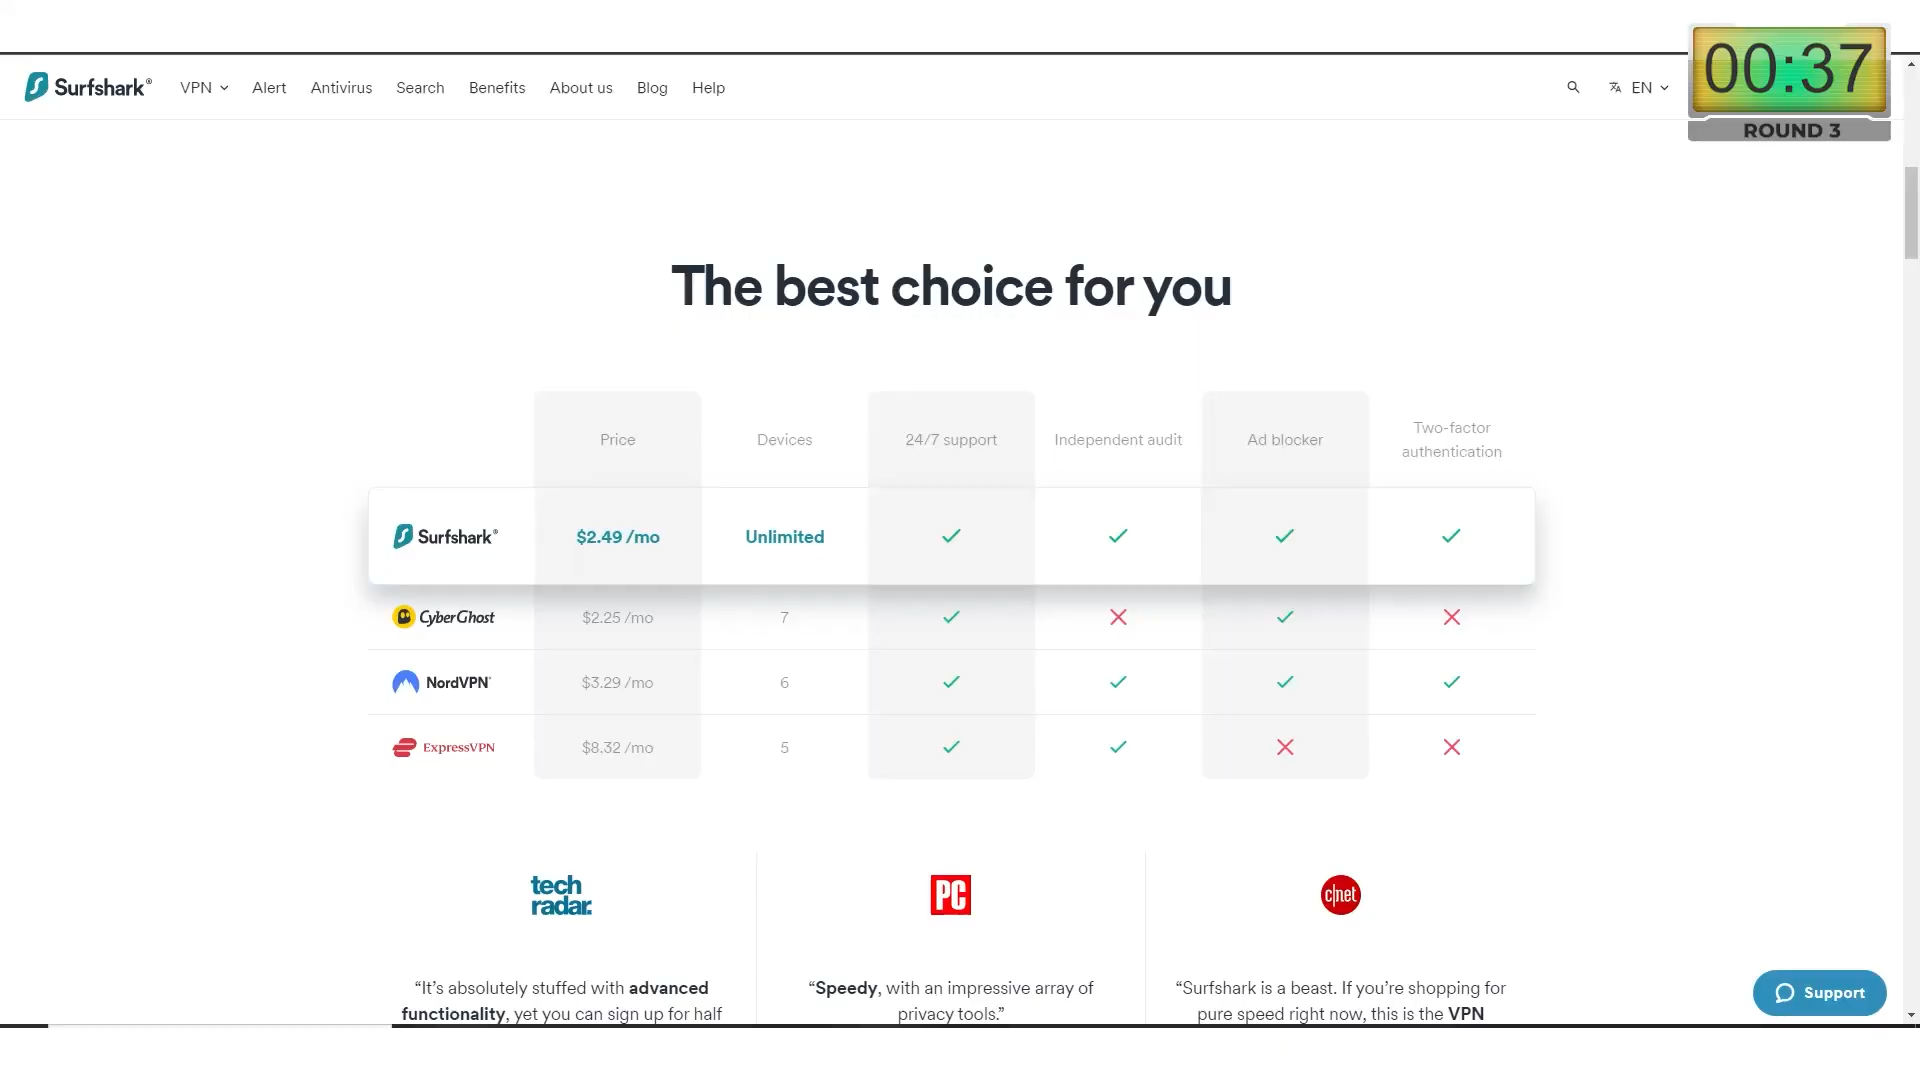 Surfshark® VPN Alert Antivirus Search Benefits About us Blog Help EN
00:37
ROUND 3
The best choice for you
Price Devices 24/7 support Independent audit Ad blocker Two-factor
authentication
Surfshark® $2.49 /mo Unlimited
CyberGhost $2.25 /mo 7
NordVPN® $3.29 /mo 6
ExpressVPN $8.32 /mo 5
tech
radar.
PC
c|net
“It’s absolutely stuffed with advanced
functionality, yet you can sign up for half
“Speedy, with an impressive array of
privacy tools.”
“Surfshark is a beast. If you’re shopping for
pure speed right now, this is the VPN
Support